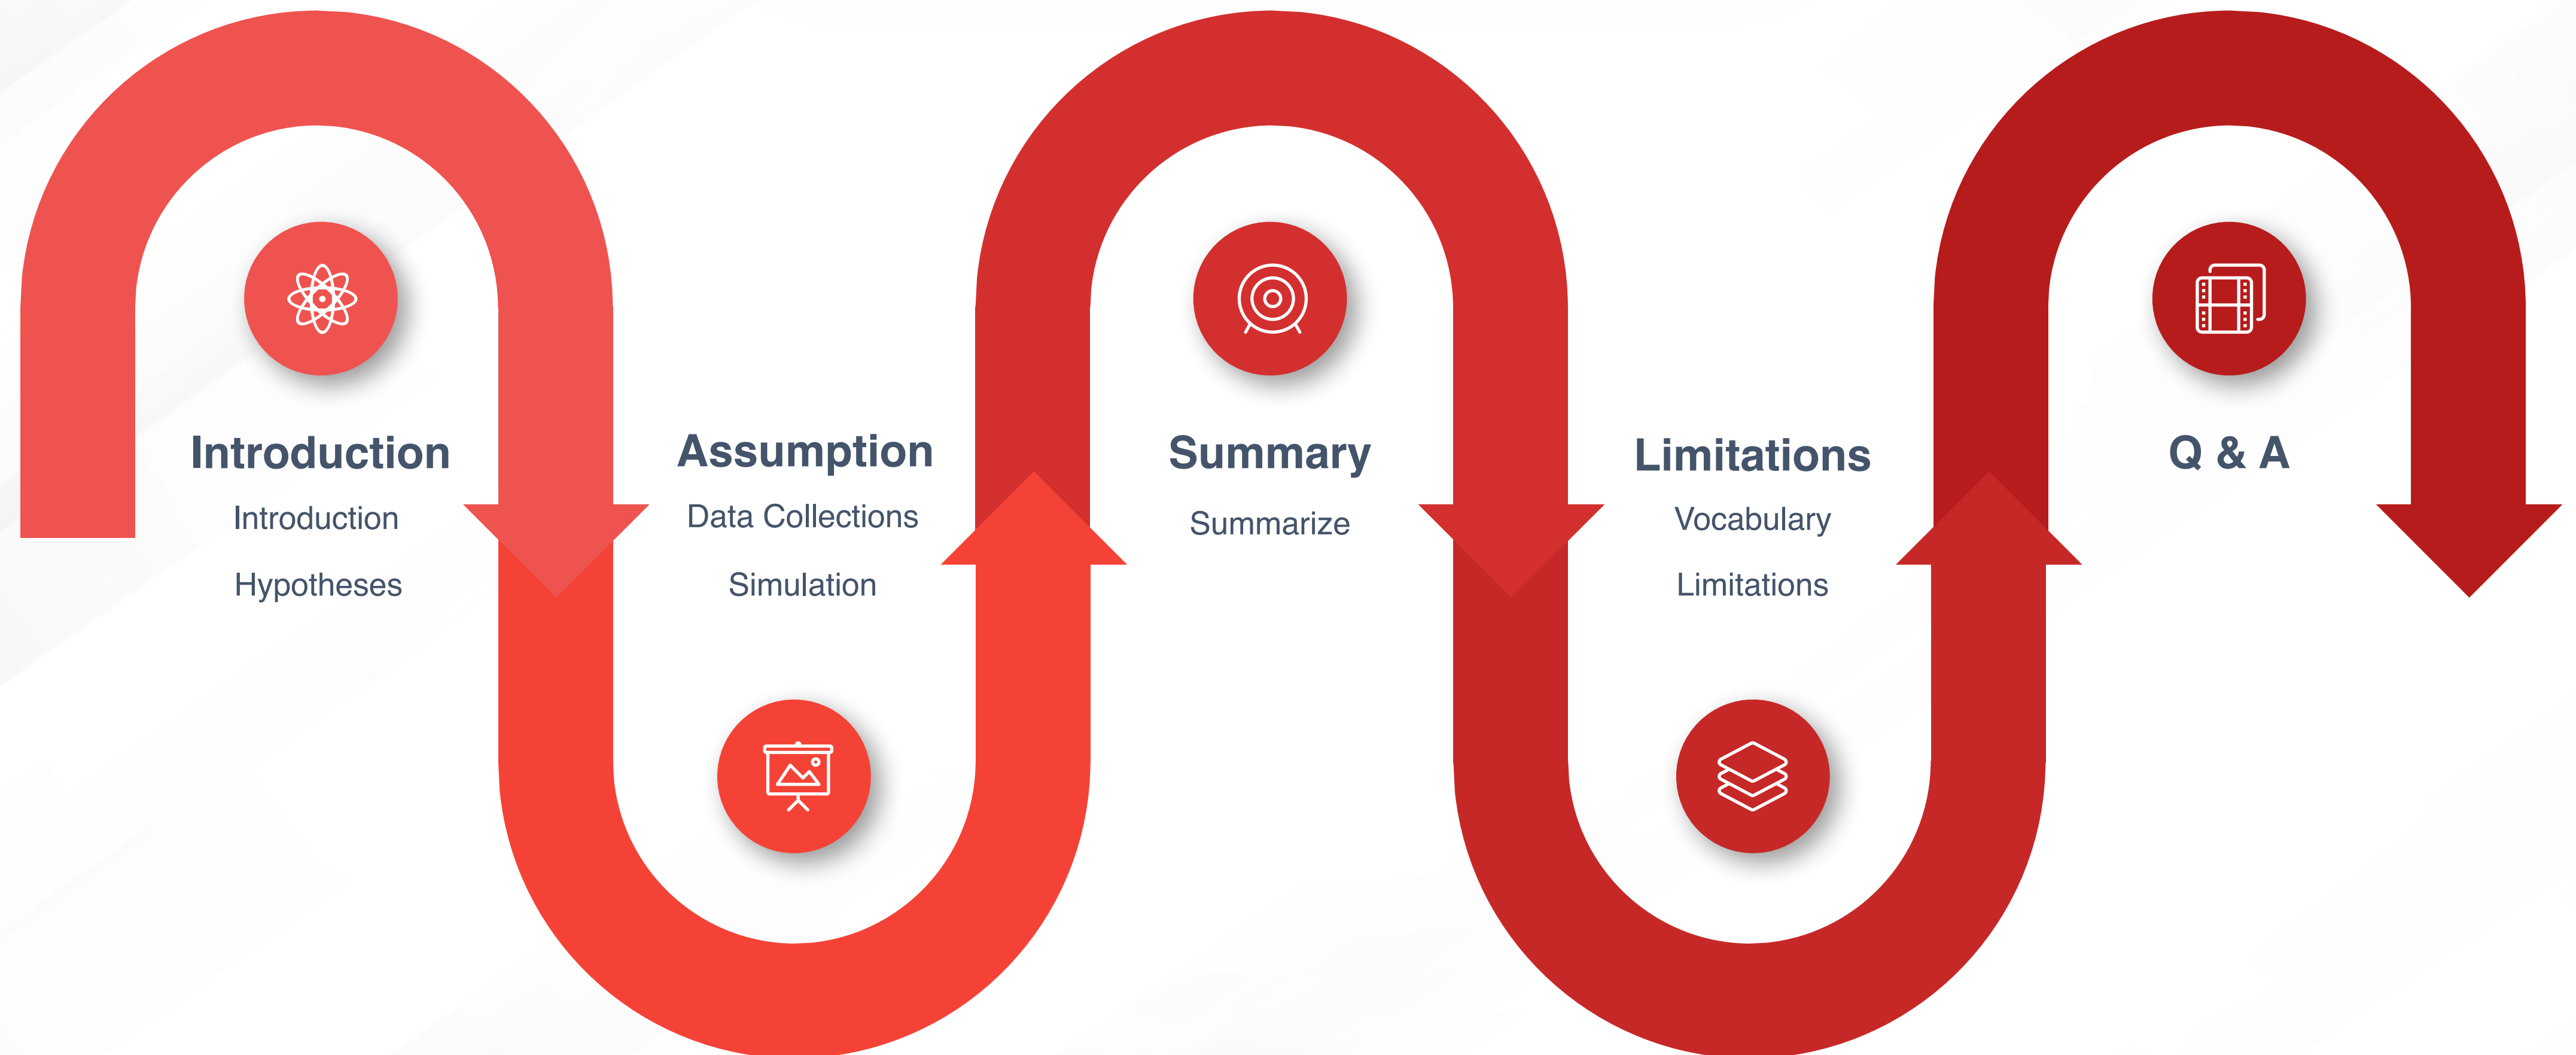 Introduction
Introduction
Hypotheses
Assumption
Data Collections
Simulation
Summary
Summarize
Limitations
Vocabulary
Limitations
Q & A